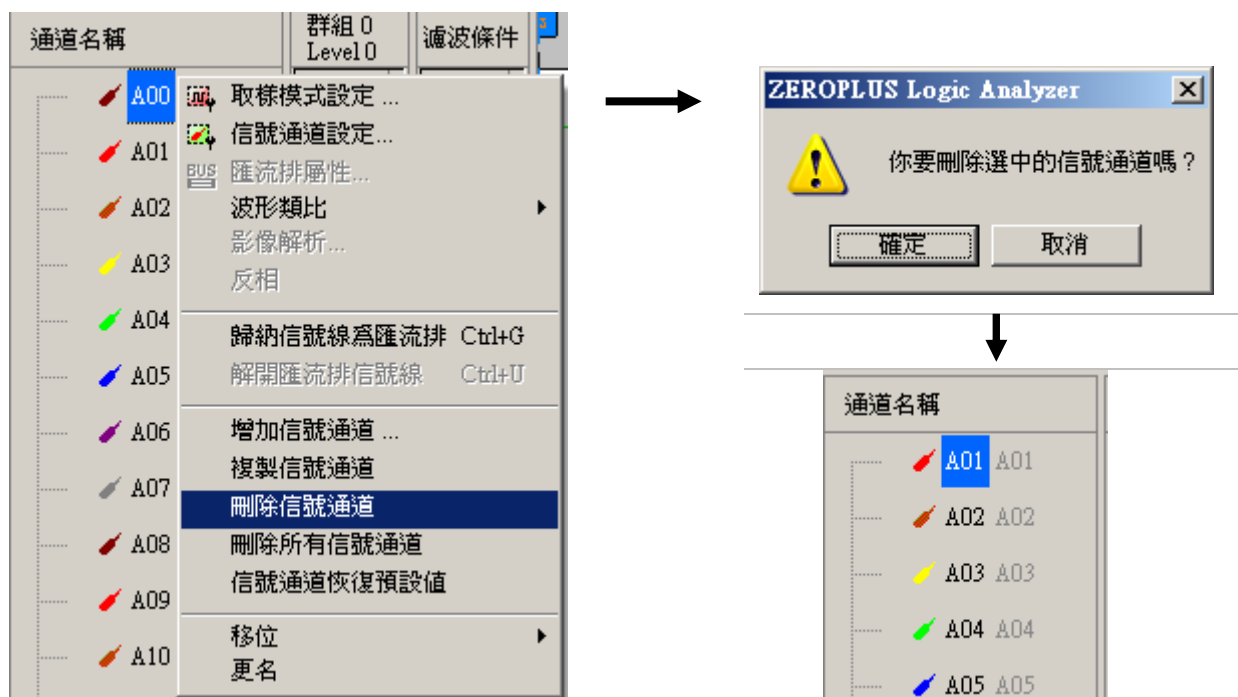 通道名稱
群組 0
Level 0
濾波條件
A00
A01
A02
A03
A04
A05
A06
A07
A08
A09
A10
取樣模式設定 ...
信號通道設定...
BUS 匯流排屬性...
波形類比
影像解析...
反相
歸納信號線爲匯流排 Ctrl+G
解開匯流排信號線 Ctrl+U
增加信號通道 ...
複製信號通道
刪除信號通道
刪除所有信號通道
信號通道恢復預設值
移位
更名
ZEROPLUS Logic Analyzer
你要刪除選中的信號通道嗎？
確定
取消
通道名稱
A01 A01
A02 A02
A03 A03
A04 A04
A05 A05